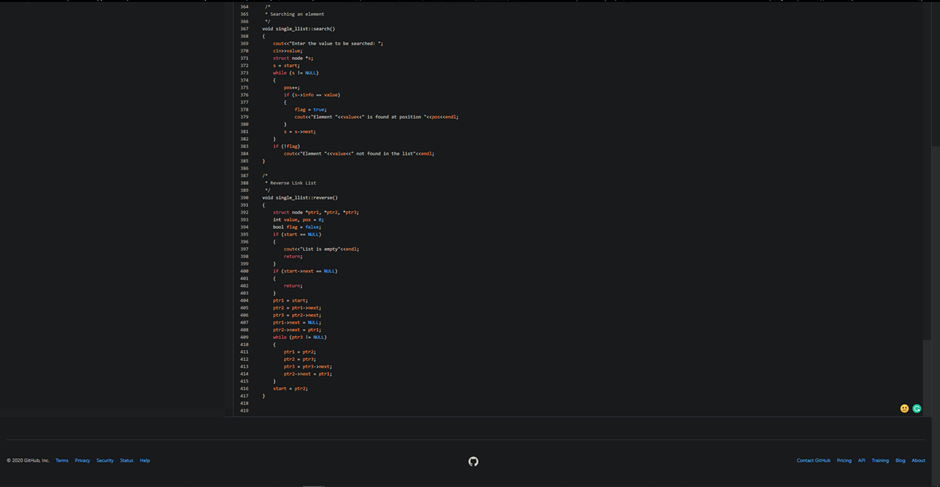 364 /*
365 * Searching an element
366 */
367 void single_llist::search()
368 {
369 cout<<"Enter the value to be searched: ";
370 cin>>value;
371 struct node *s;
372 s = start;
373 while (s != NULL)
374 {
375 pos++;
376 if (s->info == value)
377 {
378 flag = true;
379 cout<<"Element "<<value<<" is found at position "<<pos<<endl;
380 }
381 s = s->next;
382 }
383 if (!flag)
384 cout<<"Element "<<value<<" not found in the list"<<endl;
385 }
386
387 /*
388 * Reverse Link List
389 */
390 void single_llist::reverse()
391 {
392 struct node *ptr1, *ptr2, *ptr3;
393 int value, pos = 0;
394 bool flag = false;
395 if (start == NULL)
396 {
397 cout<<"List is empty"<<endl;
398 return;
399 }
400 if (start->next == NULL)
401 {
402 return;
403 }
404 ptr1 = start;
405 ptr2 = ptr1->next;
406 ptr3 = ptr2->next;
407 ptr1->next = NULL;
408 ptr2->next = ptr1;
409 while (ptr3 != NULL)
410 {
411 ptr1 = ptr2;
412 ptr2 = ptr3;
413 ptr3 = ptr3->next;
414 ptr2->next = ptr1;
415 }
416 start = ptr2;
417 }
418
419
© 2020 GitHub, Inc. Terms Privacy Security Status Help Contact GitHub Pricing API Training Blog About